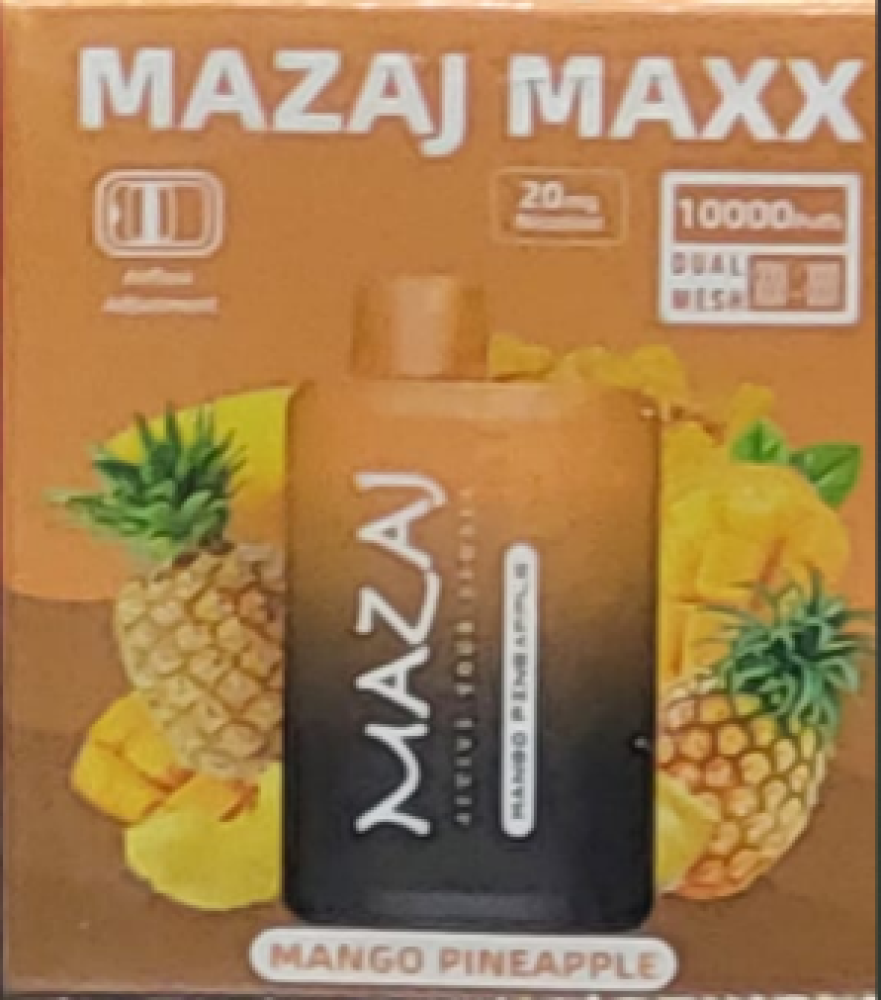 MAZAJ MAXX
20mg
Nicotine
10000Puffs
DUAL
MESH
Airflow
Adjustment
MAZAJ
MANGO PINEAPPLE
MANGO PINEAPPLE